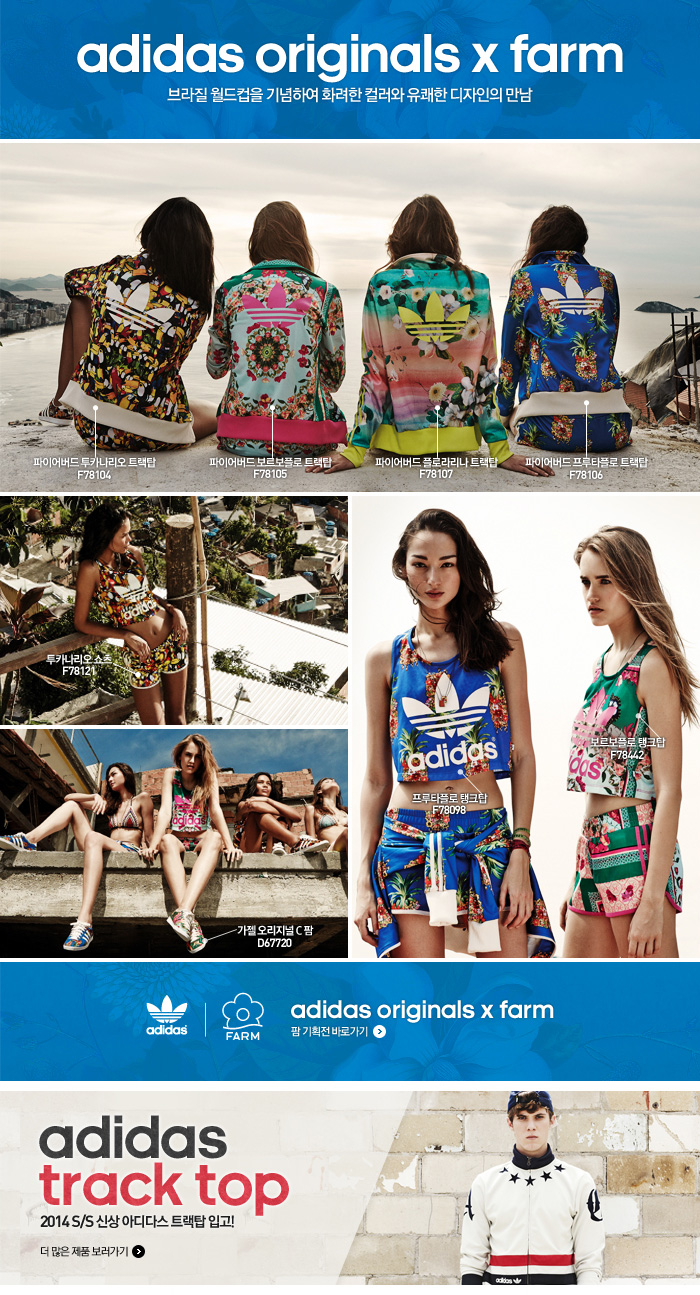 adidas originals x farm
브라질 월드컵을 기념하여 화려한 컬러와 유쾌한 디자인의 만남
파이어버드 투카나리오 트랙탑
F78104
파이어버드 보르보플로 트랙탑
F78105
파이어버드 플로라리나 트랙탑
F78107
파이어버드 프루타플로 트랙탑
F78106
adidas
투카나리오 쇼츠
F78121
adidas
프루타플로 탱크탑
F78098
보르보플로 탱크탑
F78442
가젤 오리지널 C 팜
D67720
adidas
FARM
adidas originals x farm
팜 기획전 바로가기
adidas
track top
2014 S/S 신상 아디다스 트랙탑 입고!
더 많은 제품 보러가기
adidas